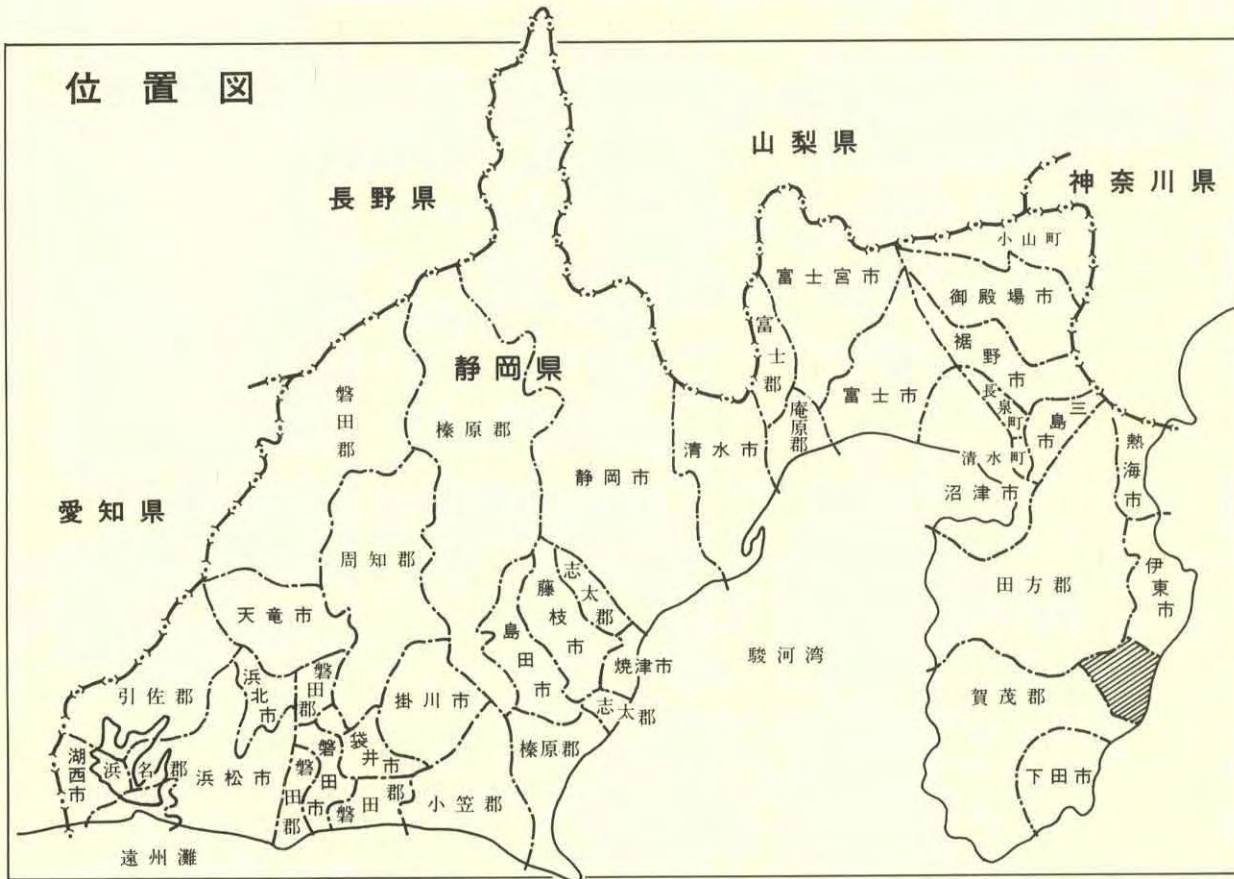 位置図
山梨県
神奈川県
長野県
小山町
富士宮市
御殿場市
富士郡
裾野市
静岡県
磐田郡
榛原郡
庵原郡
富士市
長泉町
三島市
熱海市
清水市
静岡市
清水町
沼津市
愛知県
周知郡
志太郡
藤枝市
田方郡
伊東市
天竜市
島田市
焼津市
駿河湾
引佐郡
浜北市
磐田郡
掛川市
志太郡
賀茂郡
湖西市
浜名郡
浜松市
磐田郡
磐田市
袋井市
榛原郡
磐田郡
小笠郡
下田市
遠州灘